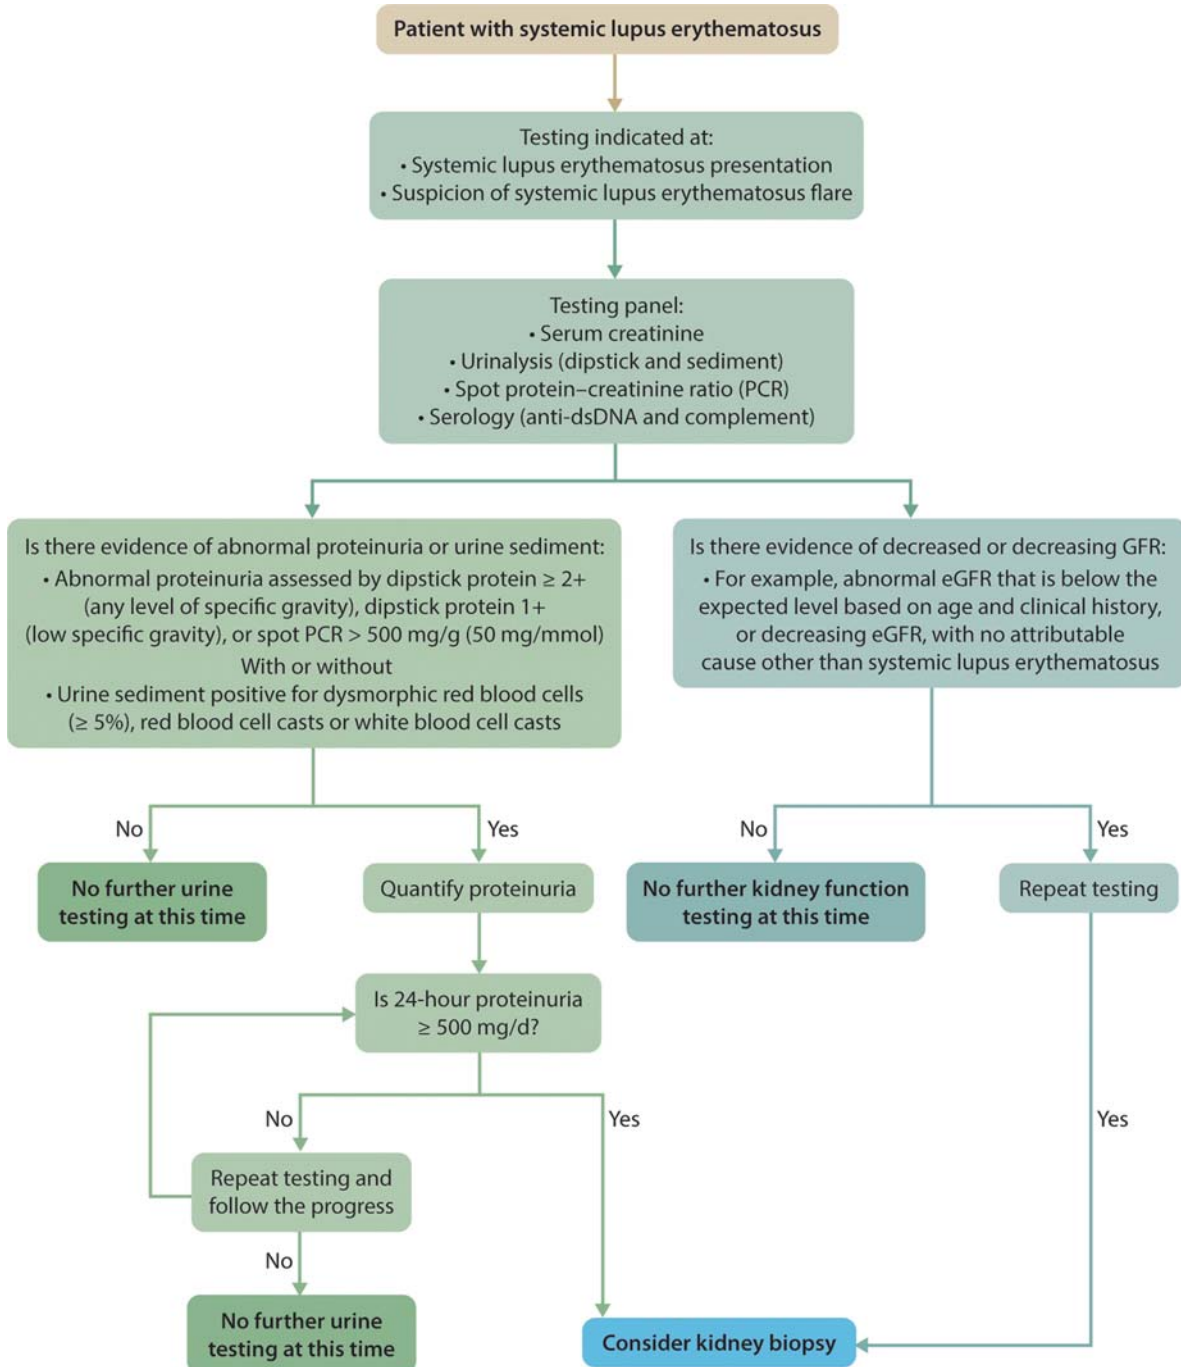 Patient with systemic lupus erythematosus
Testing indicated at:
• Systemic lupus erythematosus presentation
• Suspicion of systemic lupus erythematosus flare
Testing panel:
• Serum creatinine
• Urinalysis (dipstick and sediment)
• Spot protein–creatinine ratio (PCR)
• Serology (anti-dsDNA and complement)
Is there evidence of abnormal proteinuria or urine sediment:
• Abnormal proteinuria assessed by dipstick protein ≥ 2+
(any level of specific gravity), dipstick protein 1+
(low specific gravity), or spot PCR > 500 mg/g (50 mg/mmol)
With or without
• Urine sediment positive for dysmorphic red blood cells
(≥ 5%), red blood cell casts or white blood cell casts
Is there evidence of decreased or decreasing GFR:
• For example, abnormal eGFR that is below the
expected level based on age and clinical history,
or decreasing eGFR, with no attributable
cause other than systemic lupus erythematosus
No
Yes
No
Yes
No further urine
testing at this time
Quantify proteinuria
No further kidney function
testing at this time
Repeat testing
Is 24-hour proteinuria
≥ 500 mg/d?
No
Yes
Yes
Repeat testing and
follow the progress
No
No further urine
testing at this time
Consider kidney biopsy